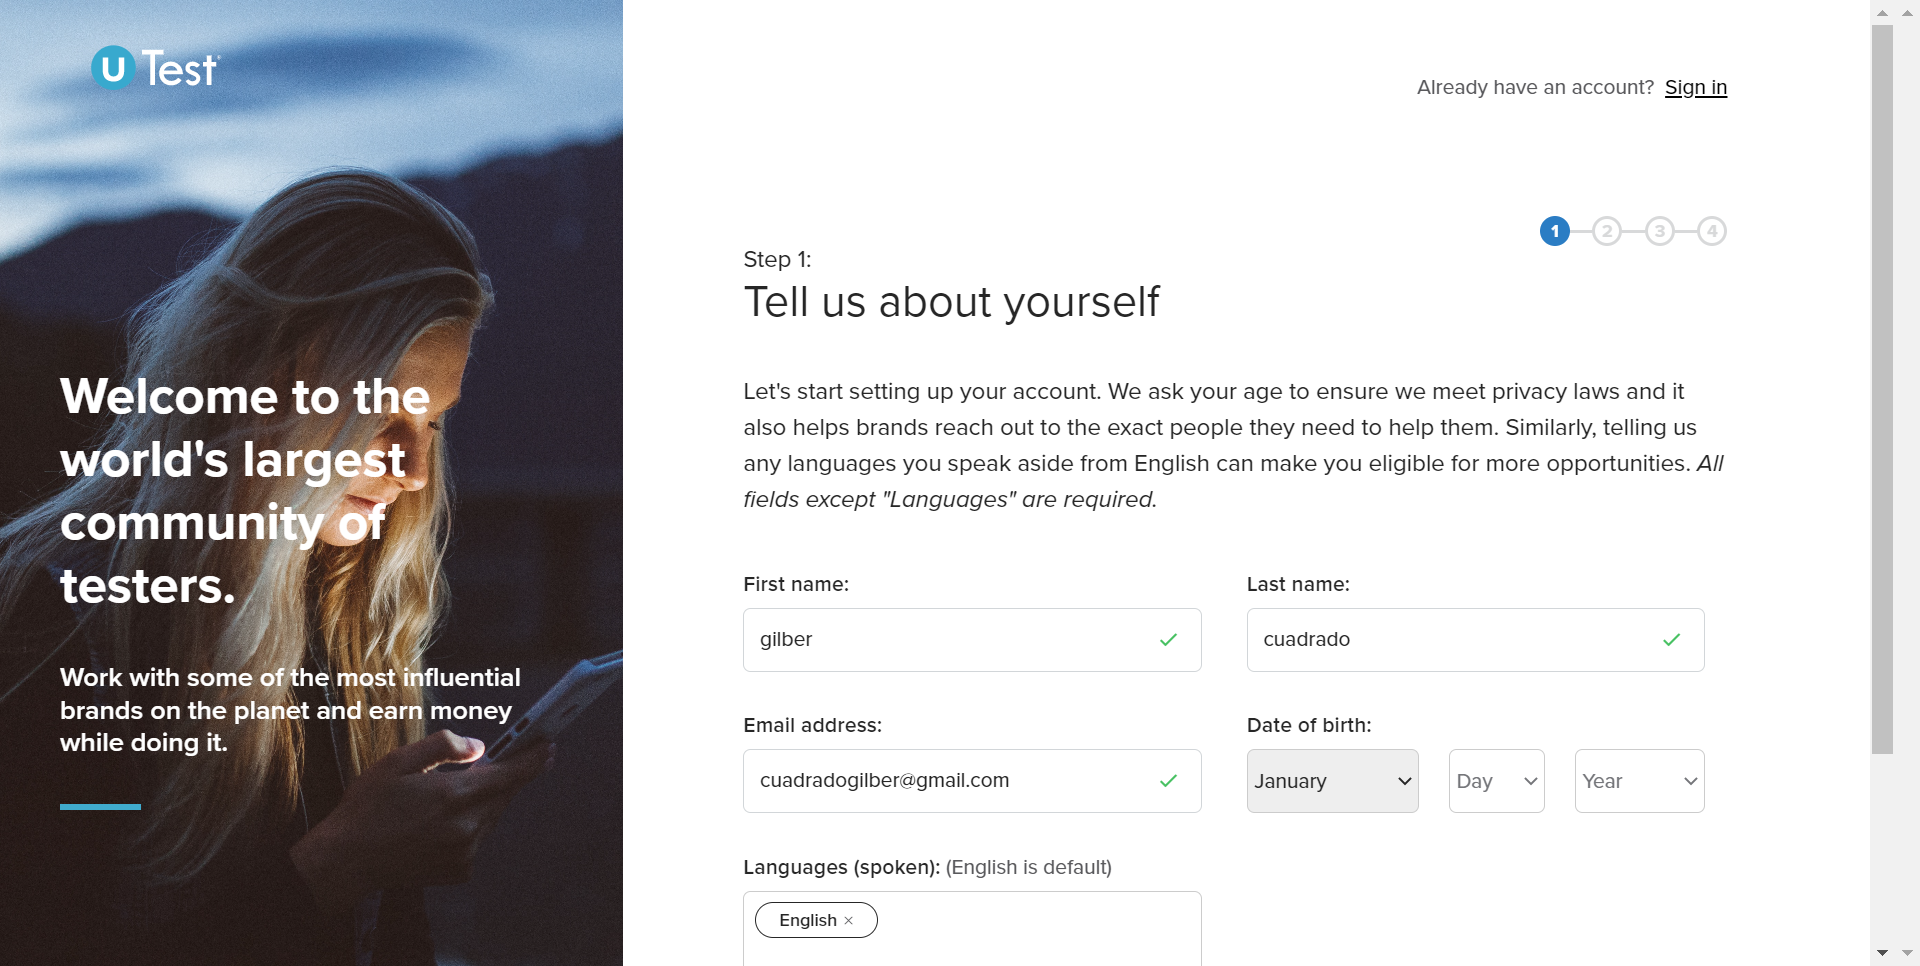 u Test
Already have an account? Sign in
1 2 3 4
Step 1:
Tell us about yourself
Let's start setting up your account. We ask your age to ensure we meet privacy laws and it
also helps brands reach out to the exact people they need to help them. Similarly, telling us
any languages you speak aside from English can make you eligible for more opportunities. All
fields except "Languages" are required.
Welcome to the
world's largest
community of
testers.
Work with some of the most influential
brands on the planet and earn money
while doing it.
First name:
gilber
Last name:
cuadrado
Email address:
cuadradogilber@gmail.com
Date of birth:
January Day Year
Languages (spoken): (English is default)
English ×